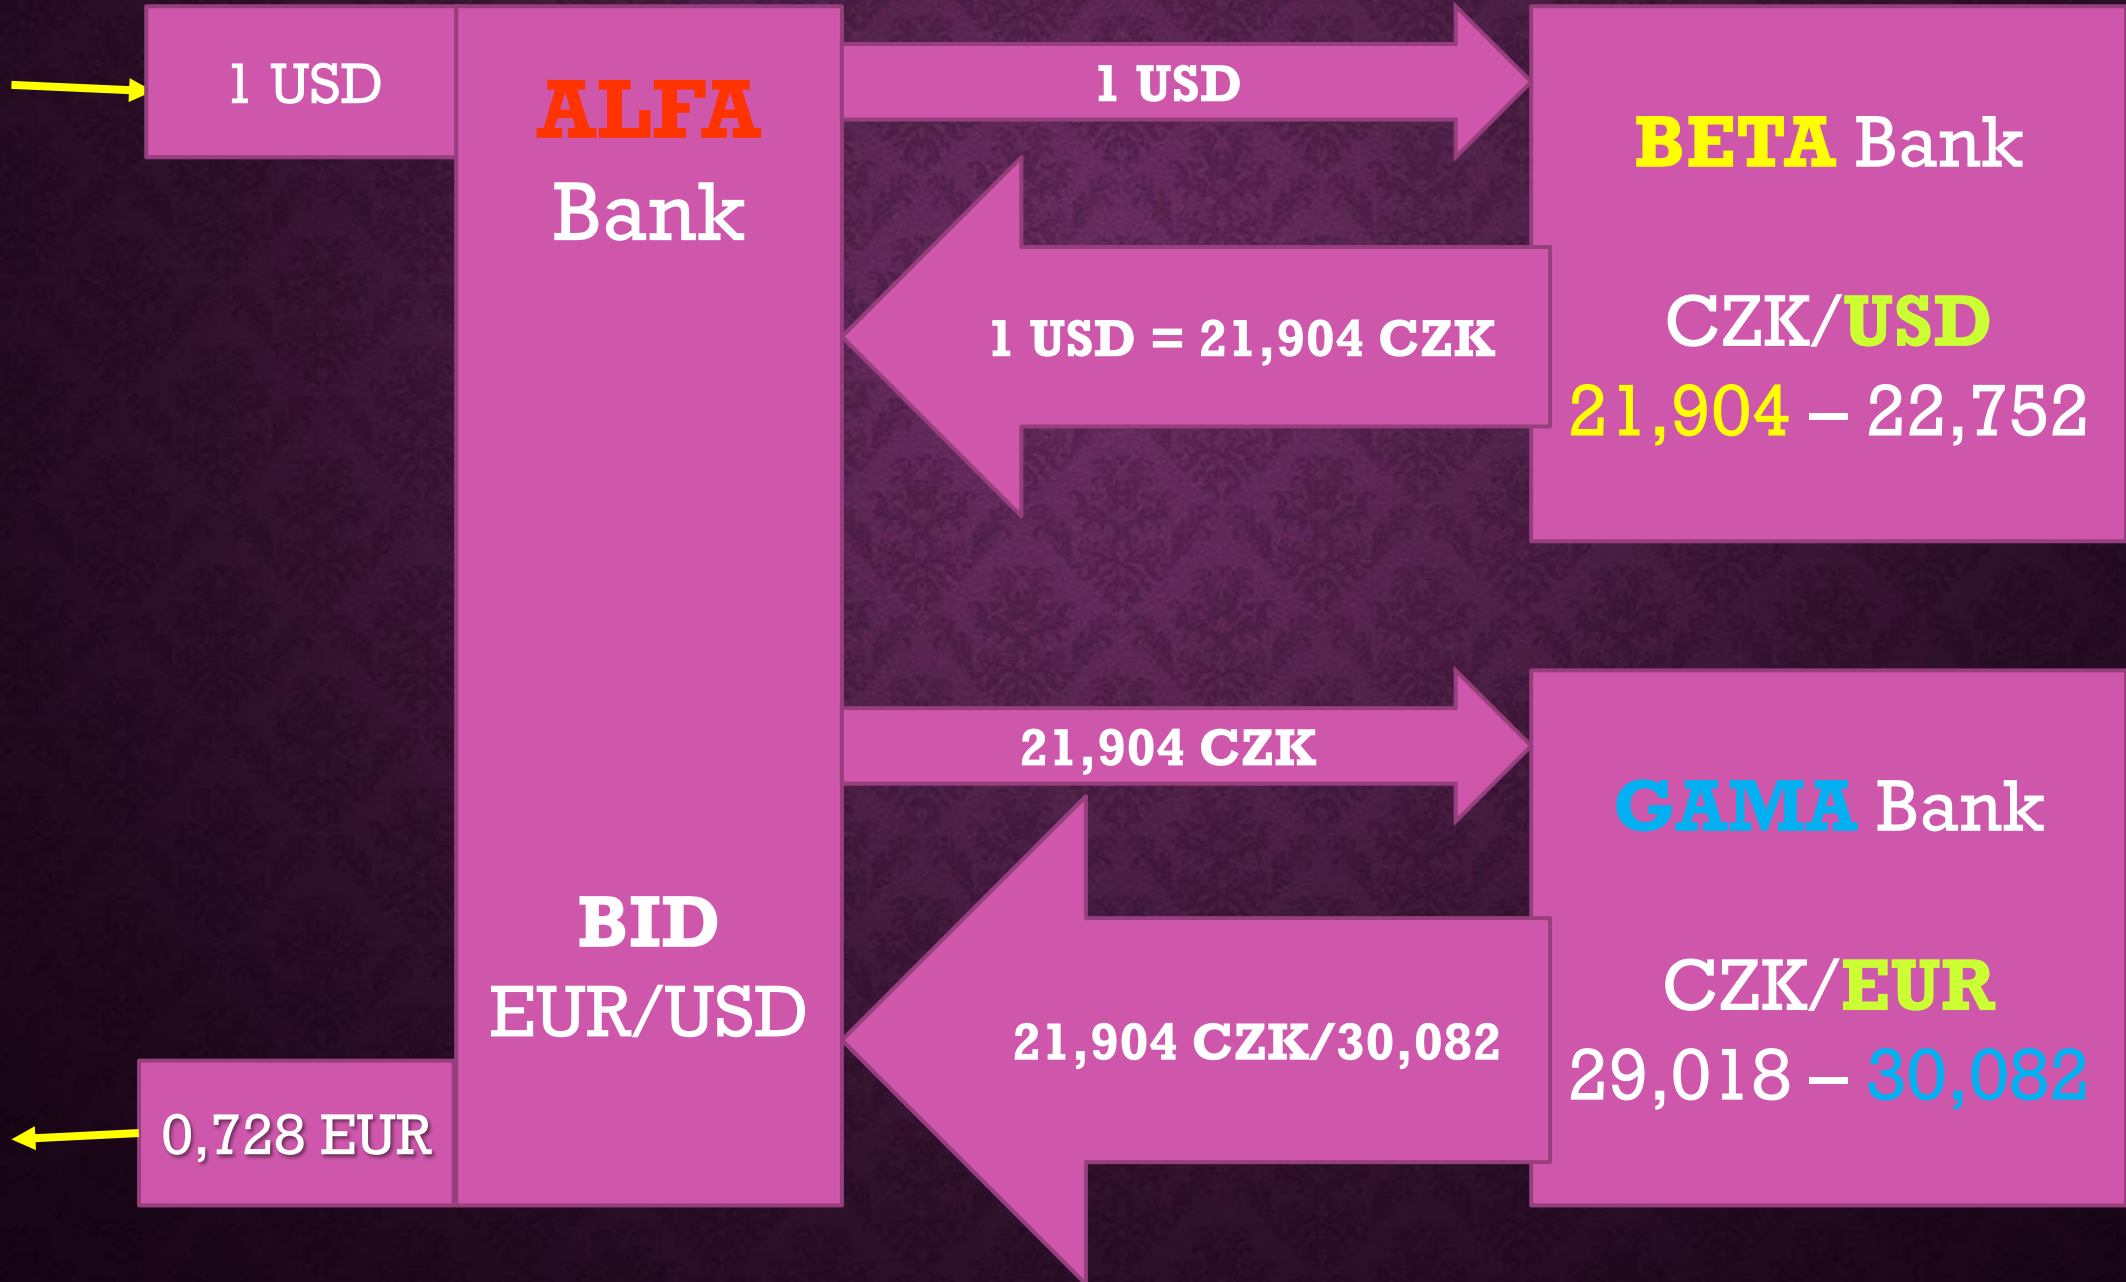 1 USD
ALFA
Bank
BID
EUR/USD
0,728 EUR
1 USD
1 USD = 21,904 CZK
BETA Bank
CZK/USD
21,904 – 22,752
21,904 CZK
21,904 CZK/30,082
GAMA Bank
CZK/EUR
29,018 – 30,082